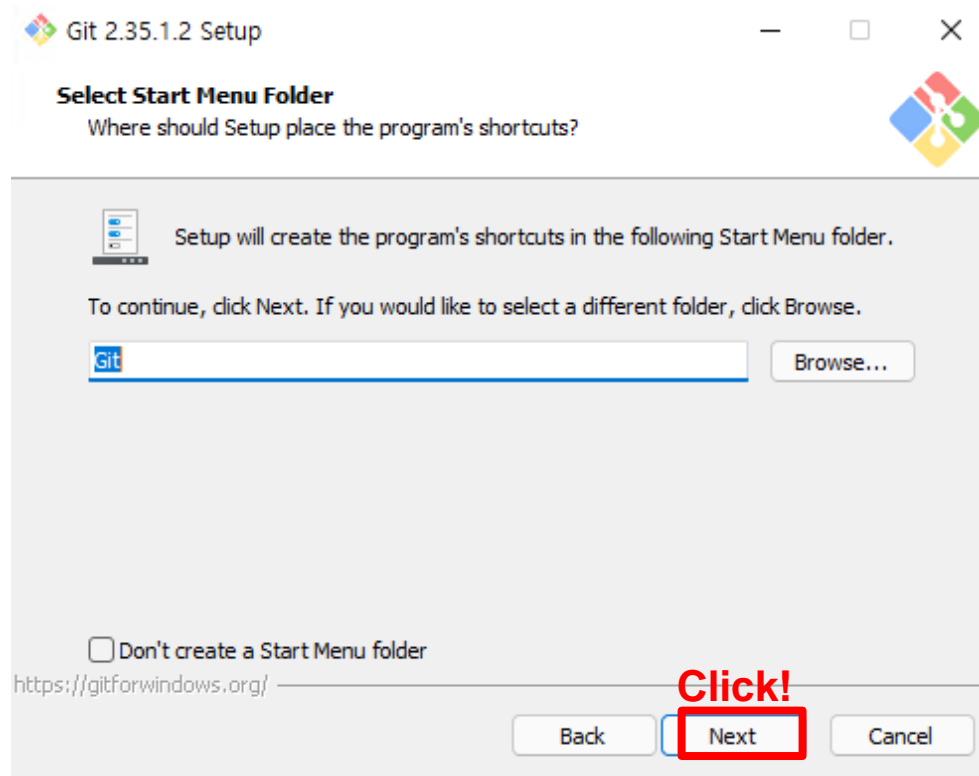 Git 2.35.1.2 Setup
Select Start Menu Folder
Where should Setup place the program's shortcuts?
Setup will create the program's shortcuts in the following Start Menu folder.
To continue, click Next. If you would like to select a different folder, click Browse.
Git
Browse...
Don't create a Start Menu folder
https://gitforwindows.org/
Click!
Back
Next
Cancel